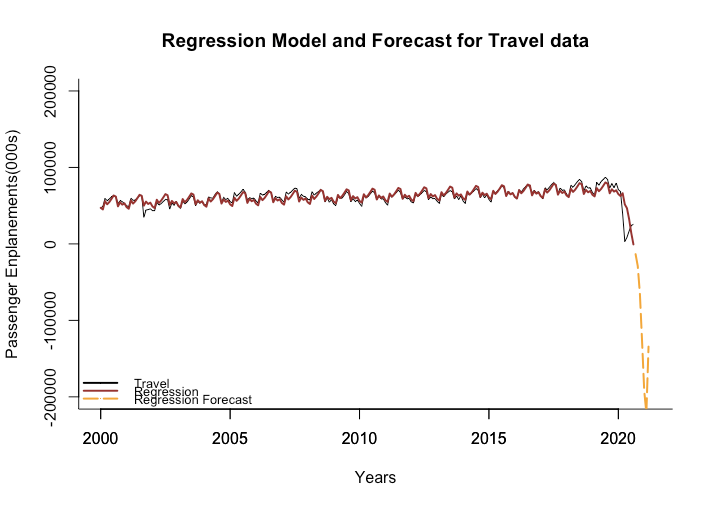 Regression Model and Forecast for Travel data
Passenger Enplanements(000s)
200000
100000
0
-100000
-200000
Travel
Regression
Regression Forecast
2000
2005
2010
2015
2020
Years